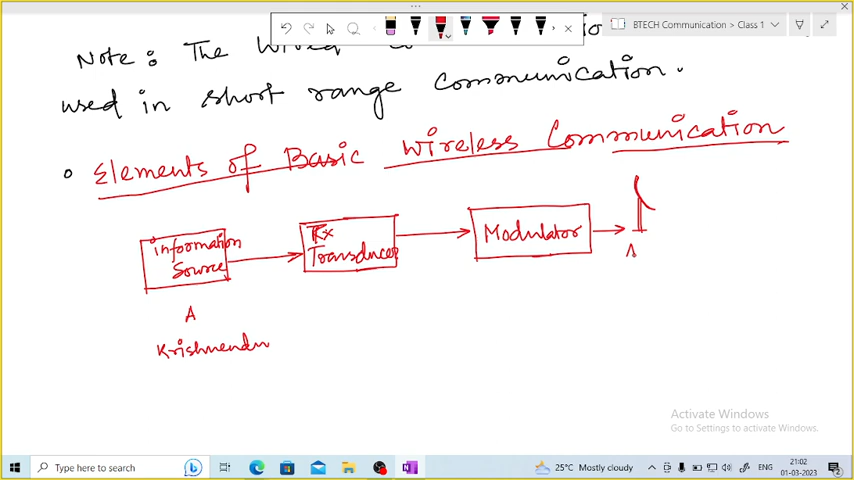 BTECH Communication > Class 1
Note : The
used in short range communication.
• Elements of Basic Wireless Communication
Information
Source
Tx
Transducer
Modulator
A
A
Krishnendu
Activate Windows
Go to Settings to activate Windows.
Type here to search
25°C Mostly cloudy
ENG
21:02
01-03-2023
2